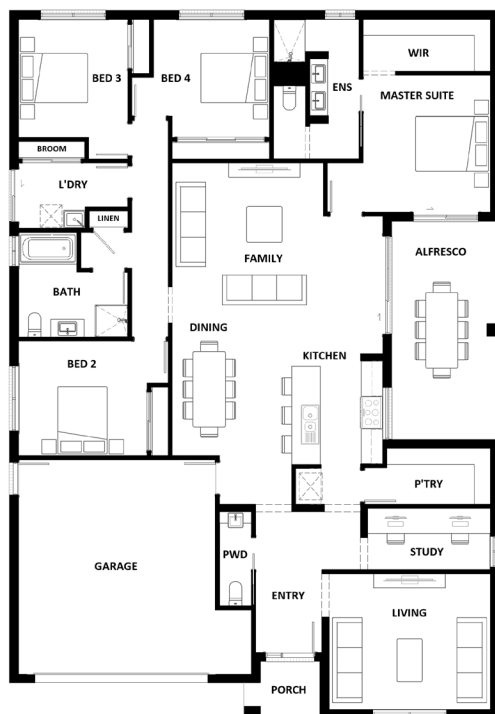 WIR
BED 3
BED 4
ENS
MASTER SUITE
BROOM
L'DRY
LINEN
FAMILY
ALFRESCO
BATH
DINING
KITCHEN
BED 2
P'TRY
PWD
STUDY
GARAGE
ENTRY
LIVING
PORCH